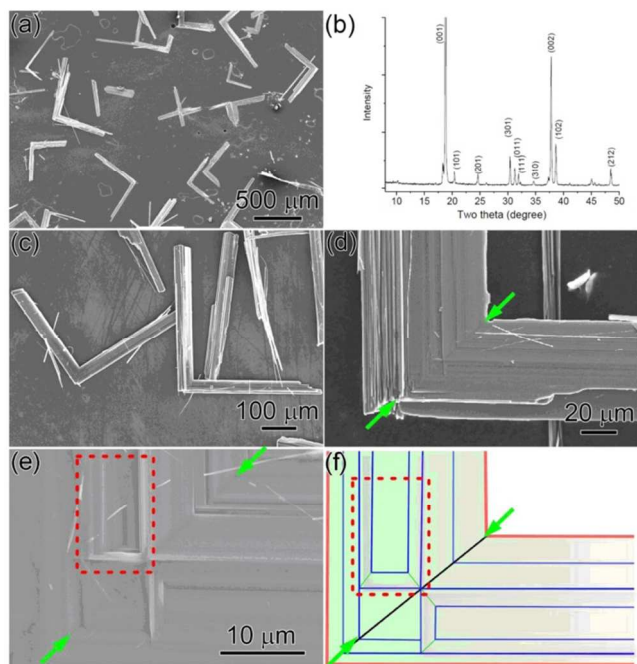 (a)
500 μm
(b)
Intensity
(001)
(101)
(201)
(301)
(011)
(111)
(310)
(002)
(102)
(212)
10 15 20 25 30 35 40 45 50
Two theta (degree)
(c)
100 μm
(d)
20 μm
(e)
10 μm
(f)